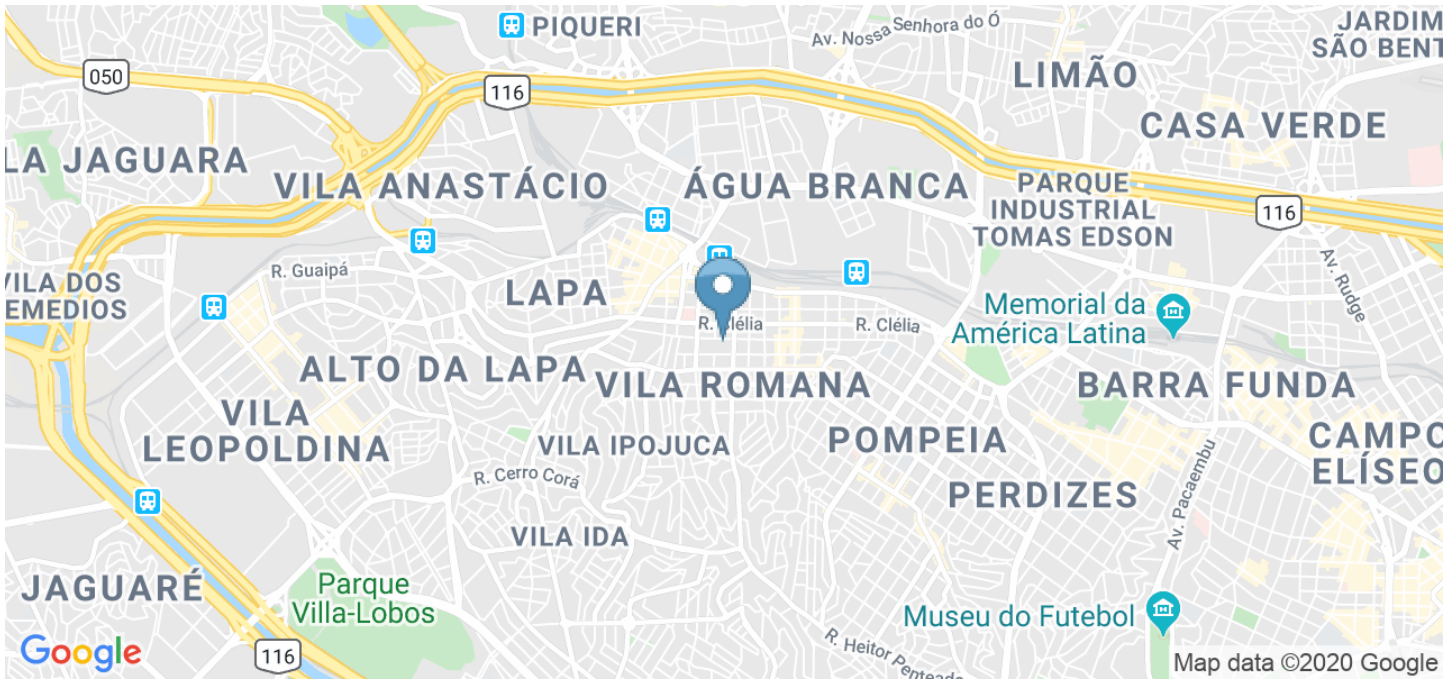 PIQUERI
Av. Nossa Senhora do Ó
JARDIM
SÃO BENT
050
116
LIMÃO
CASA VERDE
LA JAGUARA
VILA ANASTÁCIO
ÁGUA BRANCA
PARQUE
INDUSTRIAL
TOMAS EDSON
116
R. Guaipá
VILA DOS
EMEDIOS
LAPA
Av. Rudge
Memorial da
América Latina
R. Clélia
R. Clélia
ALTO DA LAPA
VILA ROMANA
BARRA FUNDA
VILA
LEOPOLDINA
VILA IPOJUCA
POMPEIA
CAMPO
ELÍSEO
R. Cerro Corá
PERDIZES
Av. Pacaembu
VILA IDA
JAGUARÉ
Parque
Villa-Lobos
Museu do Futebol
R. Heitor Penteado
Google
116
Map data ©2020 Google